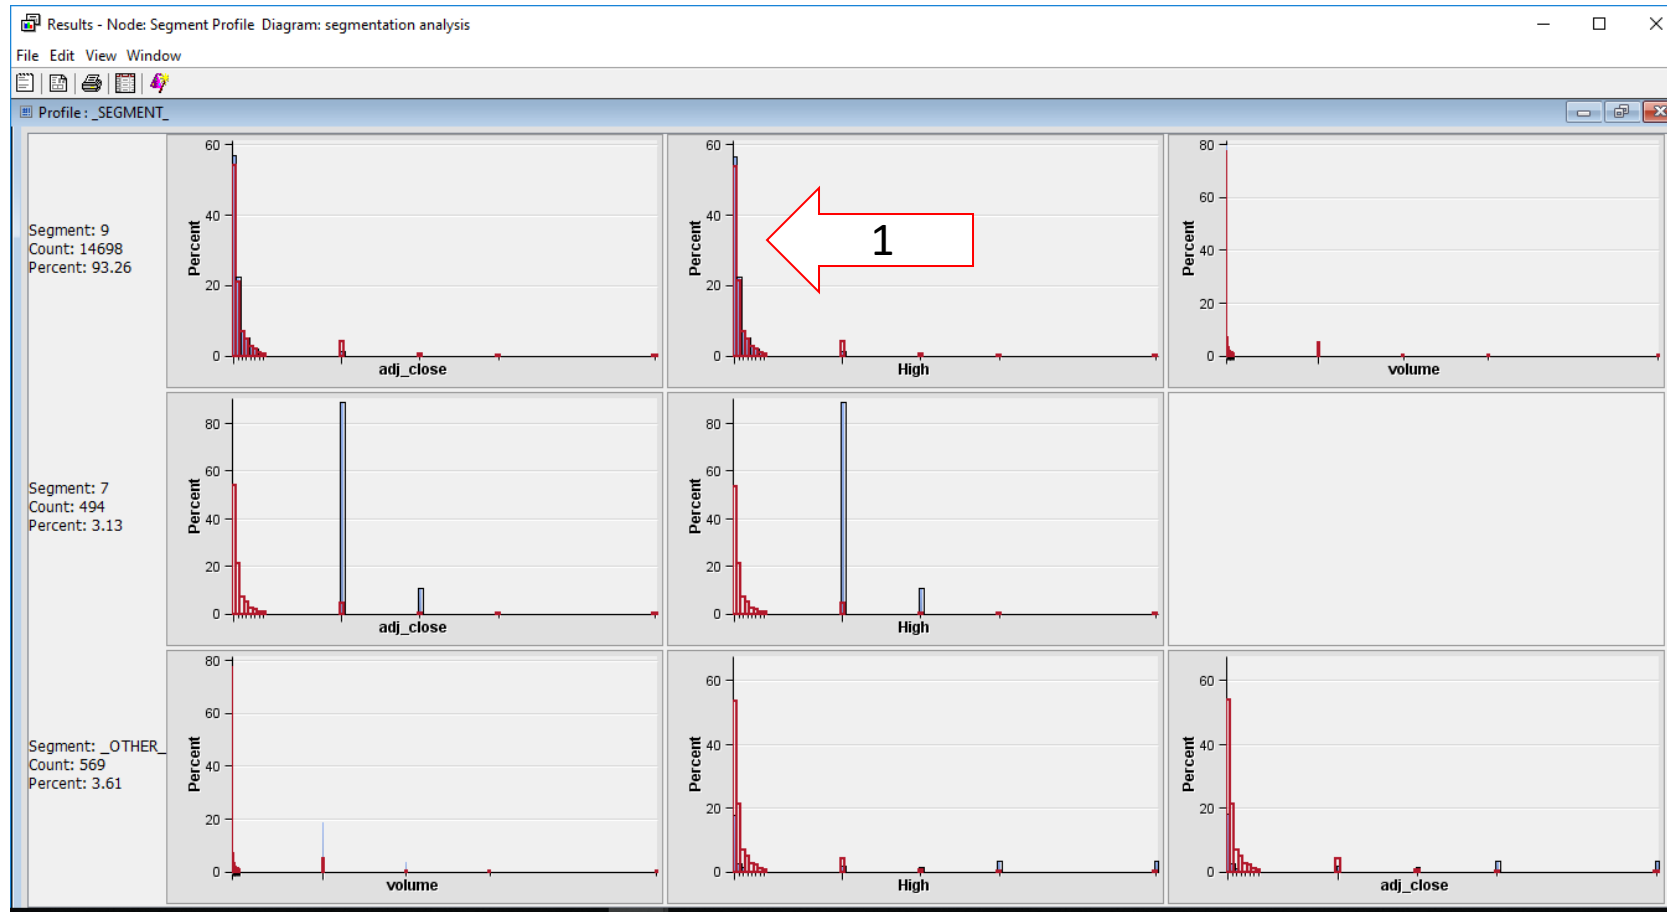 Results - Node: Segment Profile Diagram: segmentation analysis
File Edit View Window
Profile : _SEGMENT_
Segment: 9
Count: 14698
Percent: 93.26
60
40
20
0
Percent
adj_close
60
40
20
0
Percent
High
1
80
60
40
20
0
Percent
volume
Segment: 7
Count: 494
Percent: 3.13
80
60
40
20
0
Percent
adj_close
80
60
40
20
0
Percent
High
Segment: _OTHER_
Count: 569
Percent: 3.61
80
60
40
20
0
Percent
volume
60
40
20
0
Percent
High
60
40
20
0
Percent
adj_close